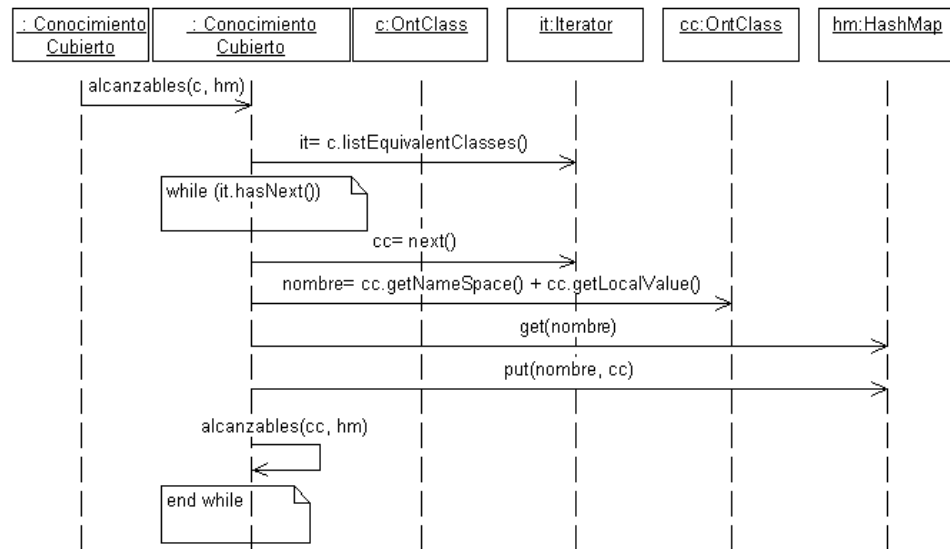 : Conocimiento
Cubierto
: Conocimiento
Cubierto
c:OntClass
it:Iterator
cc:OntClass
hm:HashMap
alcanzables(c, hm)
it= c.listEquivalentClasses()
while (it.hasNext())
cc= next()
nombre= cc.getNameSpace() + cc.getLocalValue()
get(nombre)
put(nombre, cc)
alcanzables(cc, hm)
end while